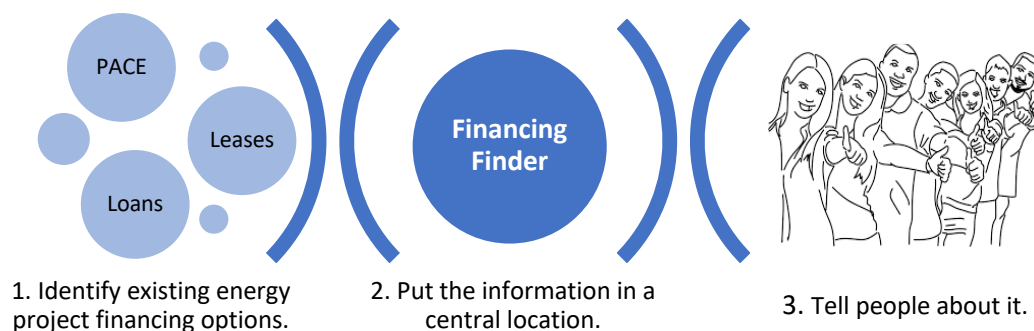 PACE
Leases
Loans
Financing
Finder
1. Identify existing energy
project financing options.
2. Put the information in a
central location.
3. Tell people about it.